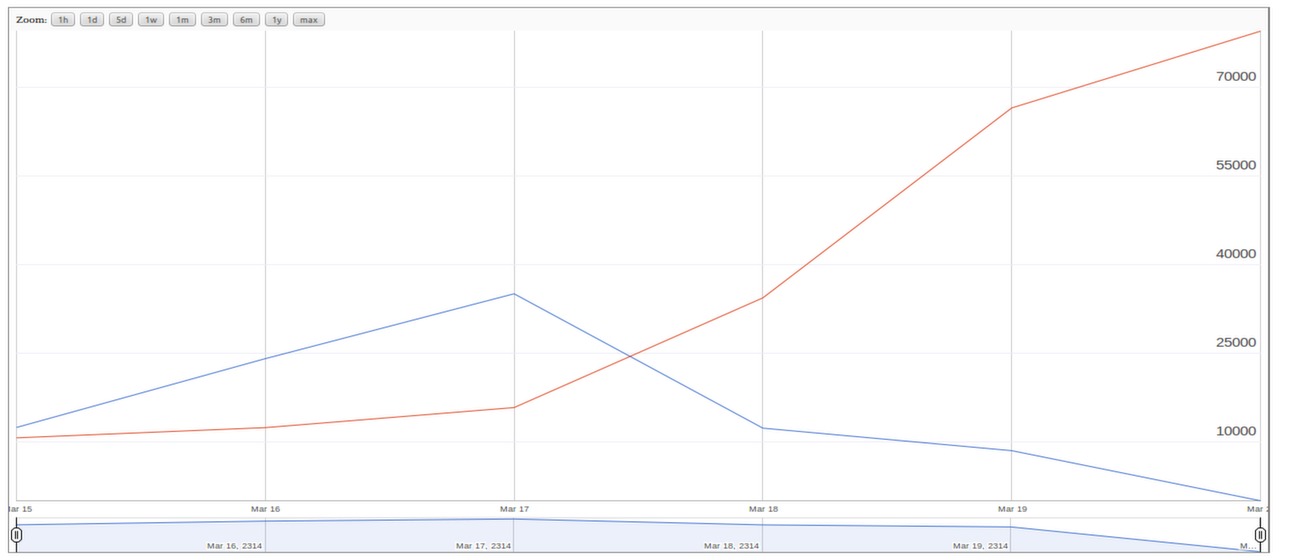 Zoom: 1h 1d 5d 1w 1m 3m 6m 1y max
70000
55000
40000
25000
10000
Mar 16 Mar 17 Mar 18 Mar 19
Mar 16, 2314 Mar 17, 2314 Mar 18, 2314 Mar 19, 2314 M...